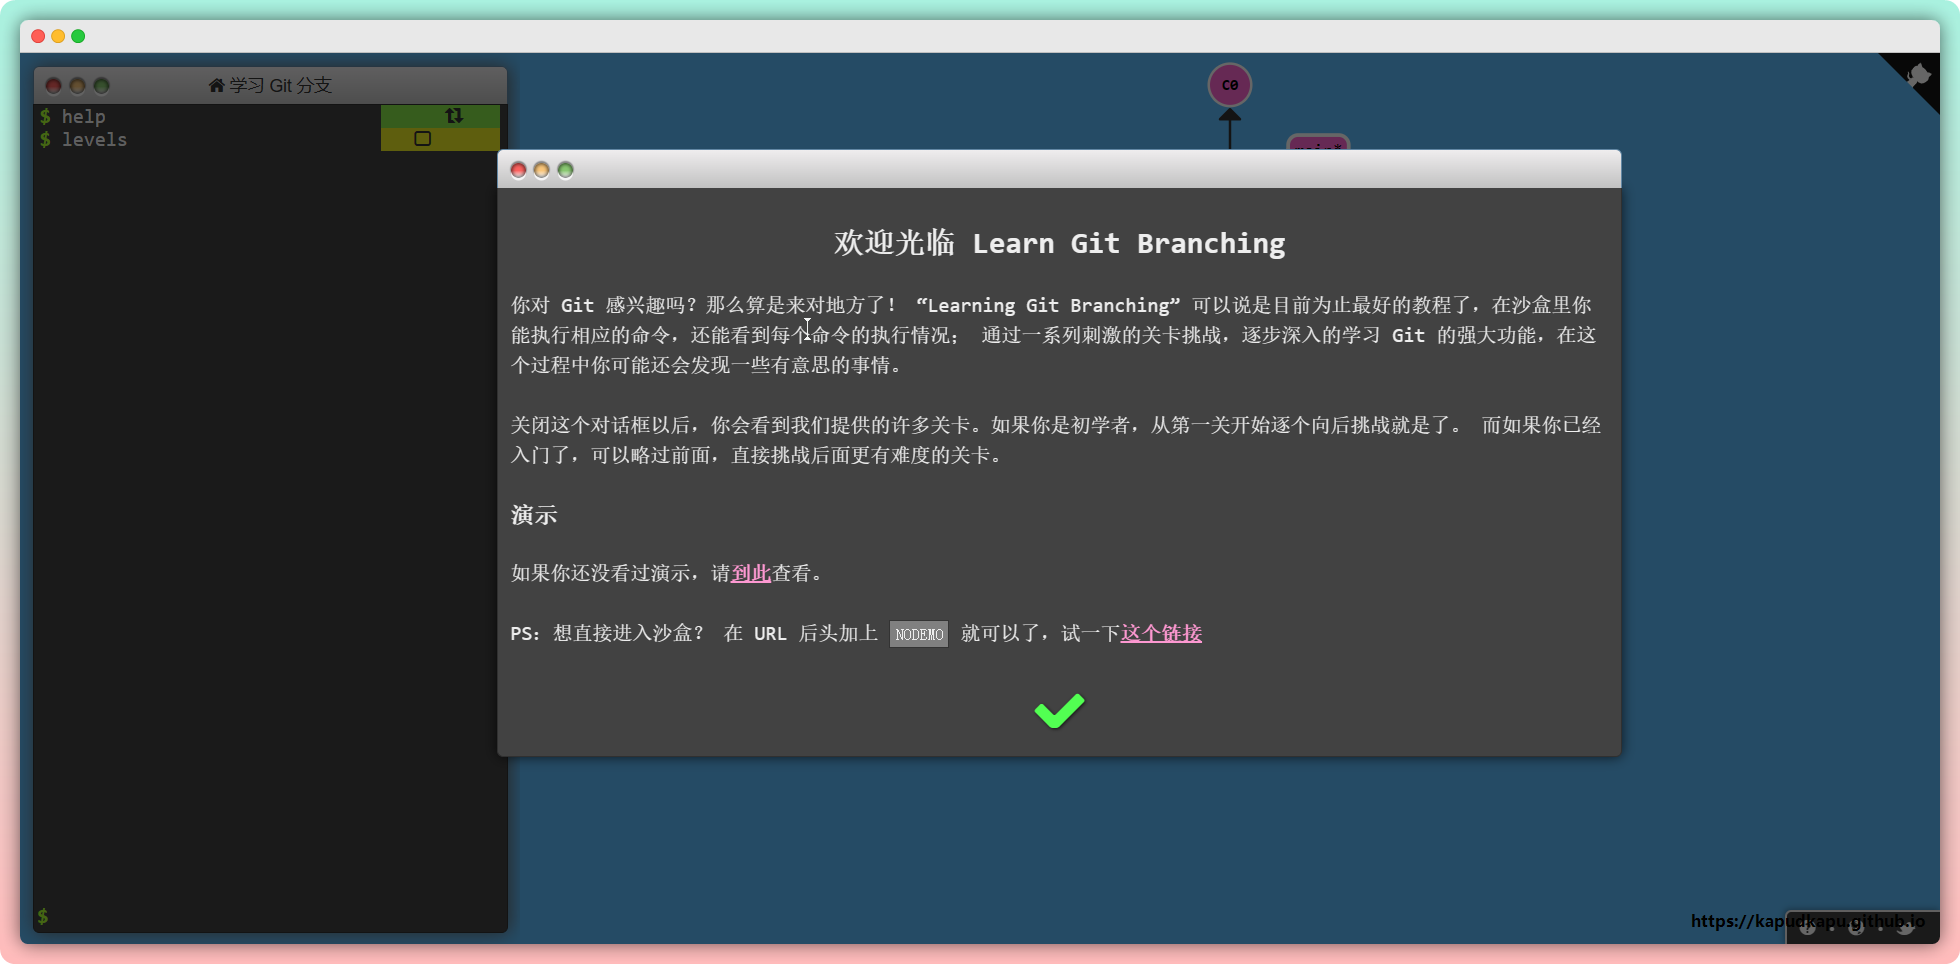 学习 Git 分支
$ help
$ levels
c0
main*
欢迎光临 Learn Git Branching
你对 Git 感兴趣吗？那么算是来对地方了！ “Learning Git Branching” 可以说是目前为止最好的教程了，在沙盒里你
能执行相应的命令，还能看到每个命令的执行情况； 通过一系列刺激的关卡挑战，逐步深入的学习 Git 的强大功能，在这
个过程中你可能还会发现一些有意思的事情。
关闭这个对话框以后，你会看到我们提供的许多关卡。如果你是初学者，从第一关开始逐个向后挑战就是了。 而如果你已经
入门了，可以略过前面，直接挑战后面更有难度的关卡。
演示
如果你还没看过演示，请到此查看。
PS：想直接进入沙盒？ 在 URL 后头加上 NODEMO 就可以了，试一下这个链接
$
https://kapudkapu.github.io